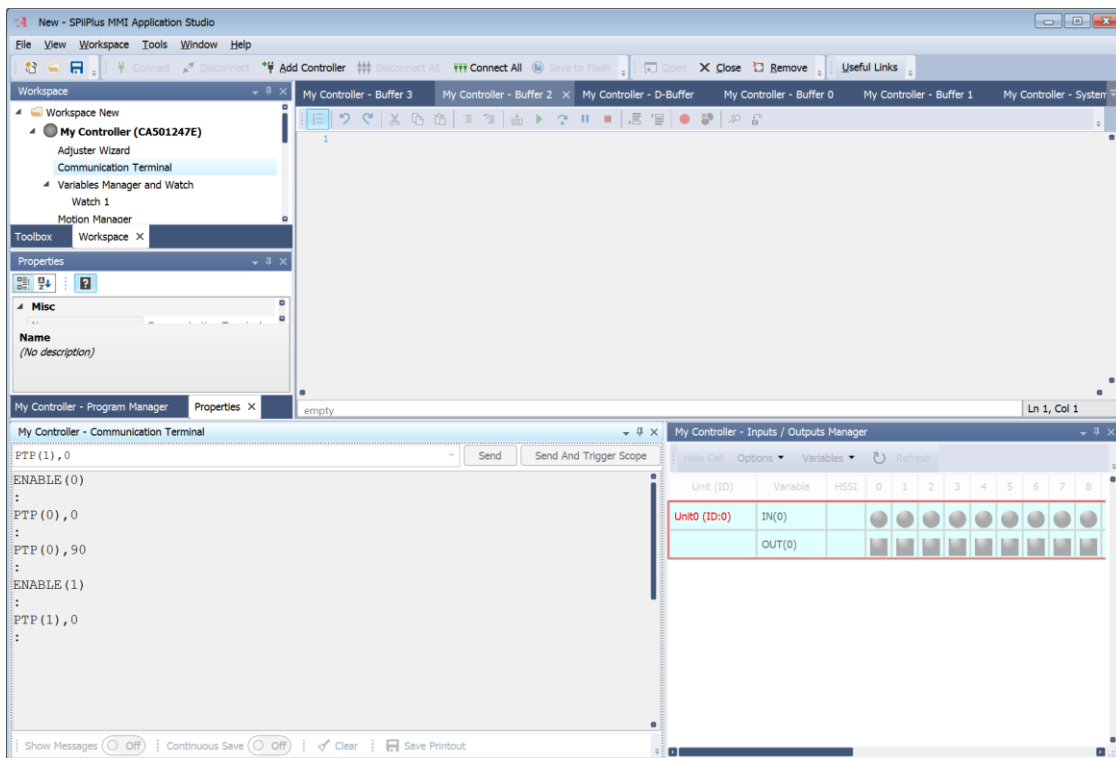 New - SPiiPlus MMI Application Studio
File View Workspace Tools Window Help
Connect Disconnect Add Controller Disconnect All Connect All Save to Flash Open Close Remove Useful Links
Workspace
Workspace New
My Controller (CA501247E)
Adjuster Wizard
Communication Terminal
Variables Manager and Watch
Watch 1
Motion Manager
Toolbox Workspace
My Controller - Buffer 3 My Controller - Buffer 2 My Controller - D-Buffer My Controller - Buffer 0 My Controller - Buffer 1 My Controller - System
1
Properties
Misc
Name
(No description)
My Controller - Program Manager Properties
empty Ln 1, Col 1
My Controller - Communication Terminal
PTP(1),0 Send Send And Trigger Scope
ENABLE(0)
:
PTP(0),0
:
PTP(0),90
:
ENABLE(1)
:
PTP(1),0
:
Show Messages Off Continuous Save Off Clear Save Printout
My Controller - Inputs / Outputs Manager
Hide Cell Options Variables Refresh
Unit (ID) Variable HSSI 0 1 2 3 4 5 6 7 8
Unit0 (ID:0) IN(0)
OUT(0)